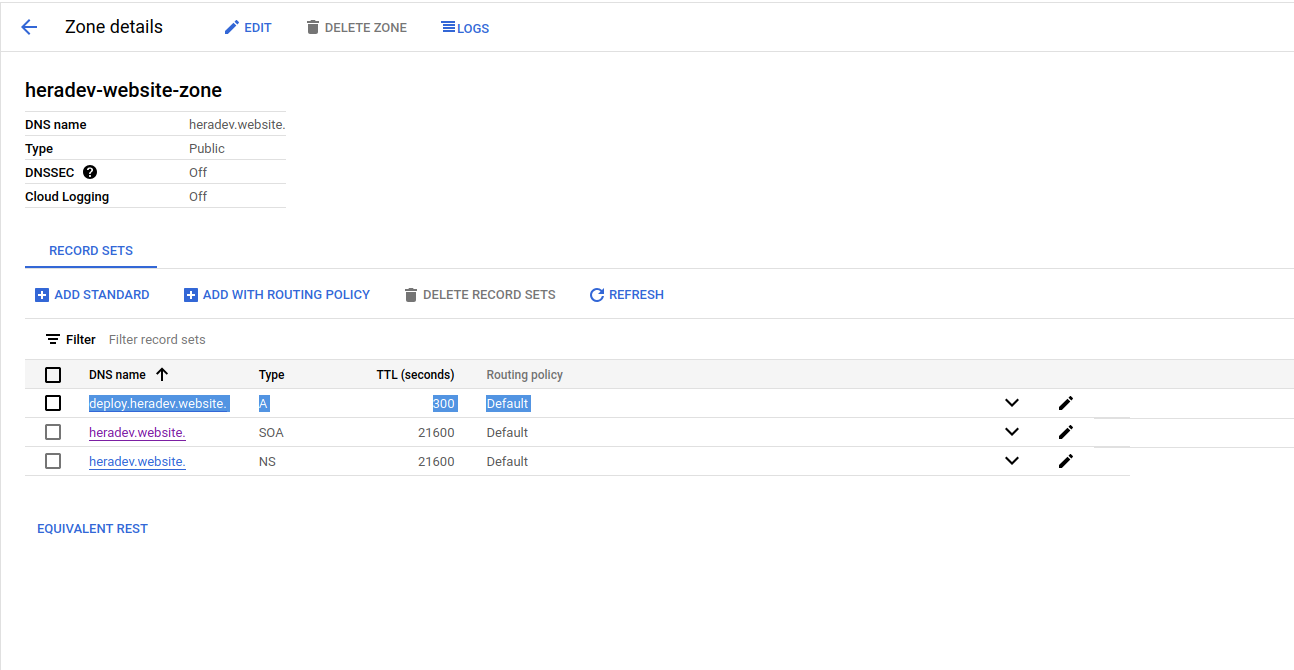 Zone details EDIT DELETE ZONE LOGS
heradev-website-zone
DNS name heradev.website.
Type Public
DNSSEC ? Off
Cloud Logging Off
RECORD SETS
ADD STANDARD ADD WITH ROUTING POLICY DELETE RECORD SETS REFRESH
Filter Filter record sets
DNS name Type TTL (seconds) Routing policy
deploy.heradev.website. A 300 Default
heradev.website. SOA 21600 Default
heradev.website. NS 21600 Default
EQUIVALENT REST